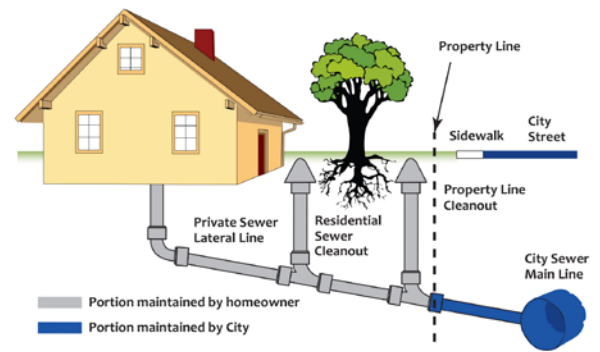 Property Line
Sidewalk
City
Street
Property Line
Cleanout
Private Sewer
Lateral Line
Residential
Sewer
Cleanout
City Sewer
Main Line
Portion maintained by homeowner
Portion maintained by City